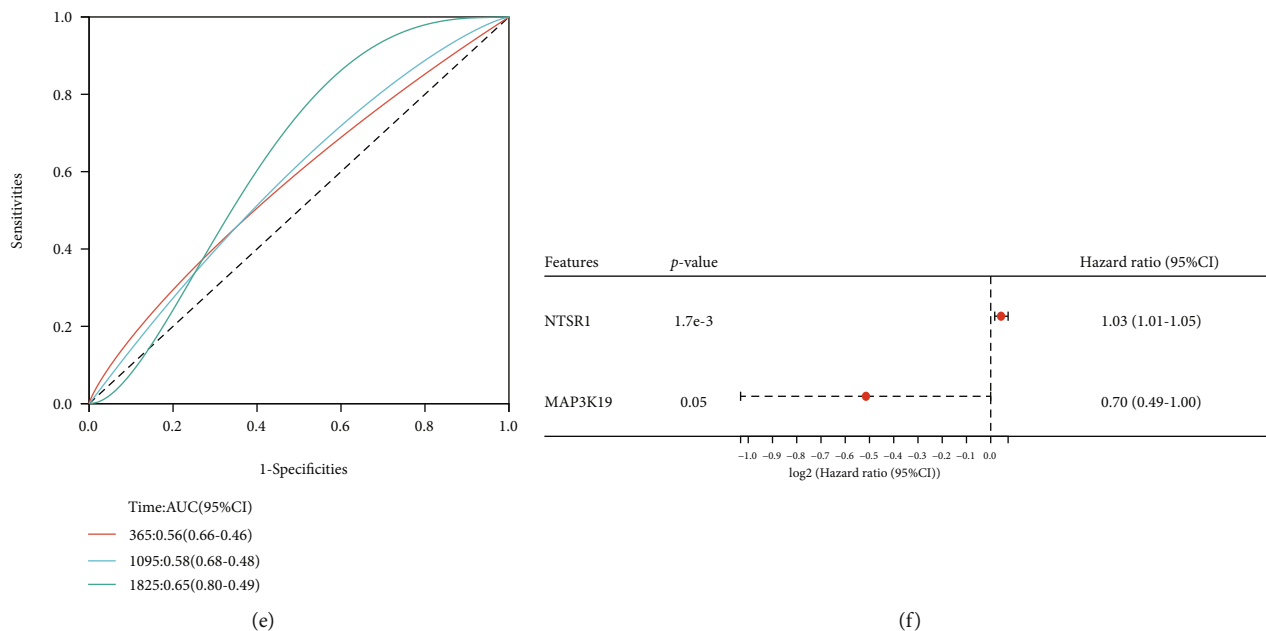 1.0
0.8
0.6
0.4
0.2
0.0
Sensitivities
0.0 0.2 0.4 0.6 0.8 1.0
1-Specificities
Time:AUC(95%CI)
365:0.56(0.66-0.46)
1095:0.58(0.68-0.48)
1825:0.65(0.80-0.49)
(e)
Features p-value Hazard ratio (95%CI)
NTSR1 1.7e-3 1.03 (1.01-1.05)
MAP3K19 0.05 0.70 (0.49-1.00)
−1.0 −0.9 −0.8 −0.7 −0.6 −0.5 −0.4 −0.3 −0.2 −0.1 0.0
log2 (Hazard ratio (95%CI))
(f)